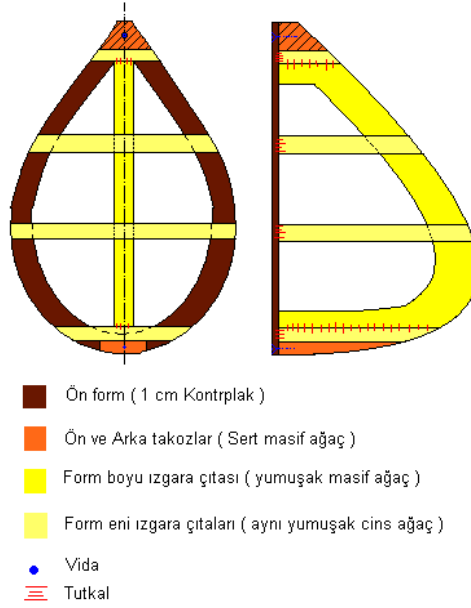 Ön form ( 1 cm Kontrplak )
Ön ve Arka takozlar ( Sert masif ağaç )
Form boyu ızgara çıtası ( yumuşak masif ağaç )
Form eni ızgara çıtaları ( aynı yumuşak cins ağaç )
Vida
Tutkal